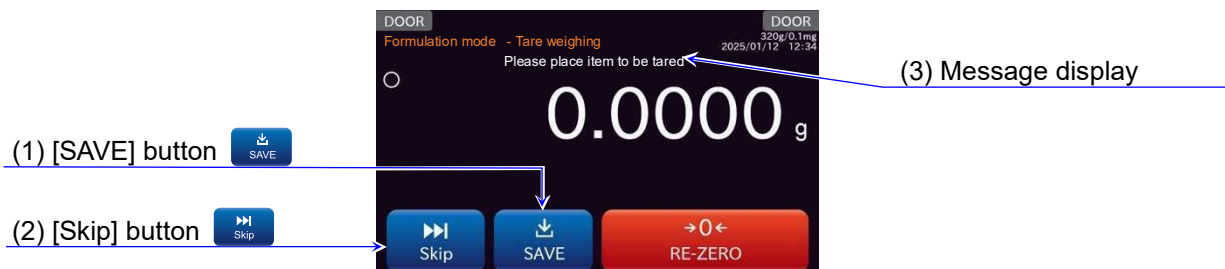 DOOR DOOR
Formulation mode - Tare weighing 320g/0.1mg
2025/01/12 12:34
Please place item to be tared
(3) Message display
0.0000 g
(1) [SAVE] button SAVE
(2) [Skip] button Skip
Skip SAVE →0← RE-ZERO